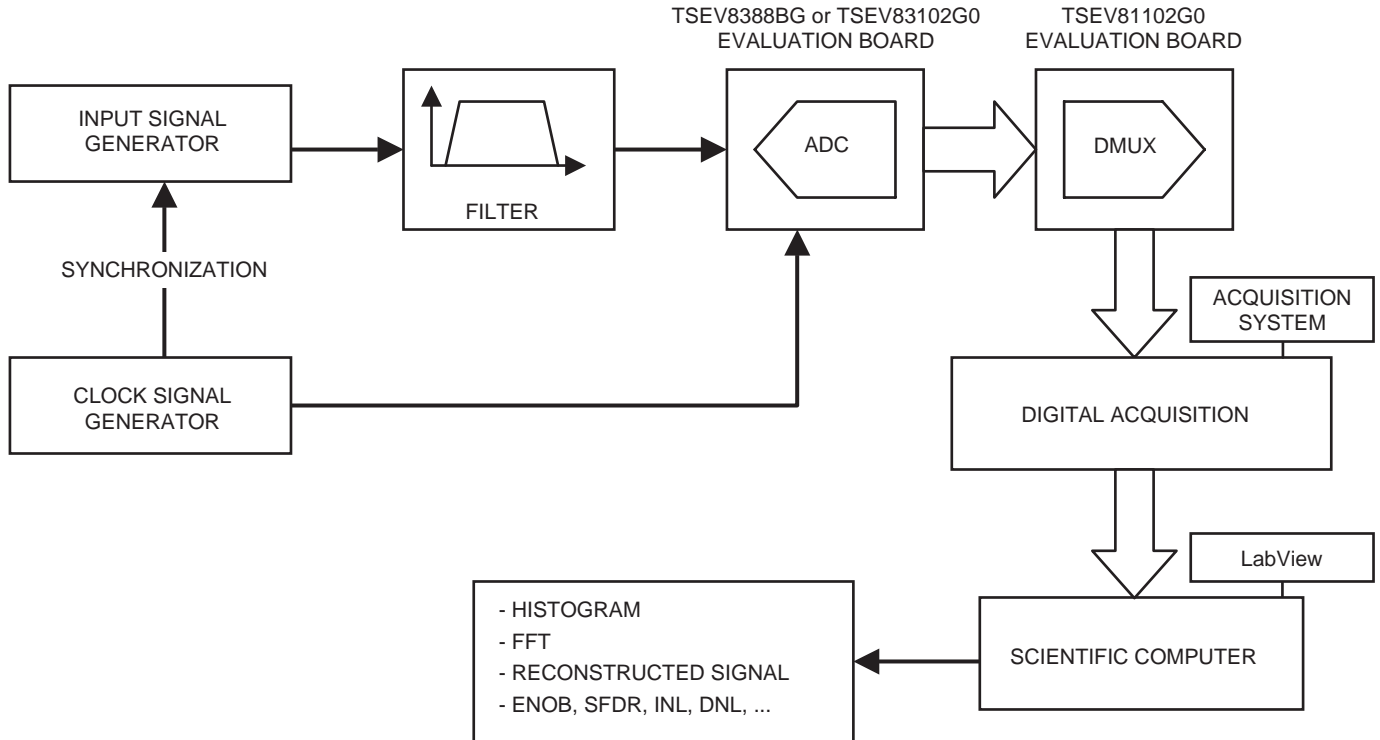 TSEV8388BG or TSEV83102G0
EVALUATION BOARD
TSEV81102G0
EVALUATION BOARD
INPUT SIGNAL
GENERATOR
FILTER
ADC
DMUX
SYNCHRONIZATION
ACQUISITION
SYSTEM
CLOCK SIGNAL
GENERATOR
DIGITAL ACQUISITION
LabView
- HISTOGRAM
- FFT
- RECONSTRUCTED SIGNAL
- ENOB, SFDR, INL, DNL, ...
SCIENTIFIC COMPUTER